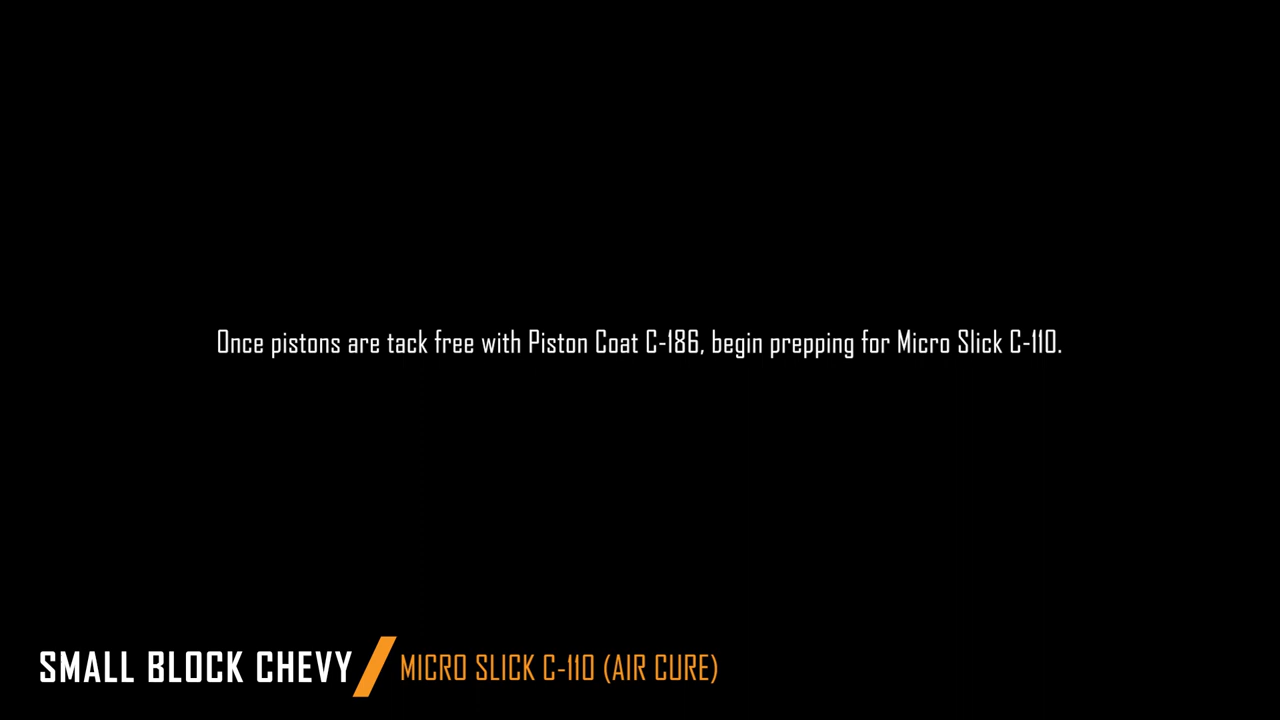 Once pistons are tack free with Piston Coat C-186, begin prepping for Micro Slick C-110.
SMALL BLOCK CHEVY MICRO SLICK C-110 (AIR CURE)